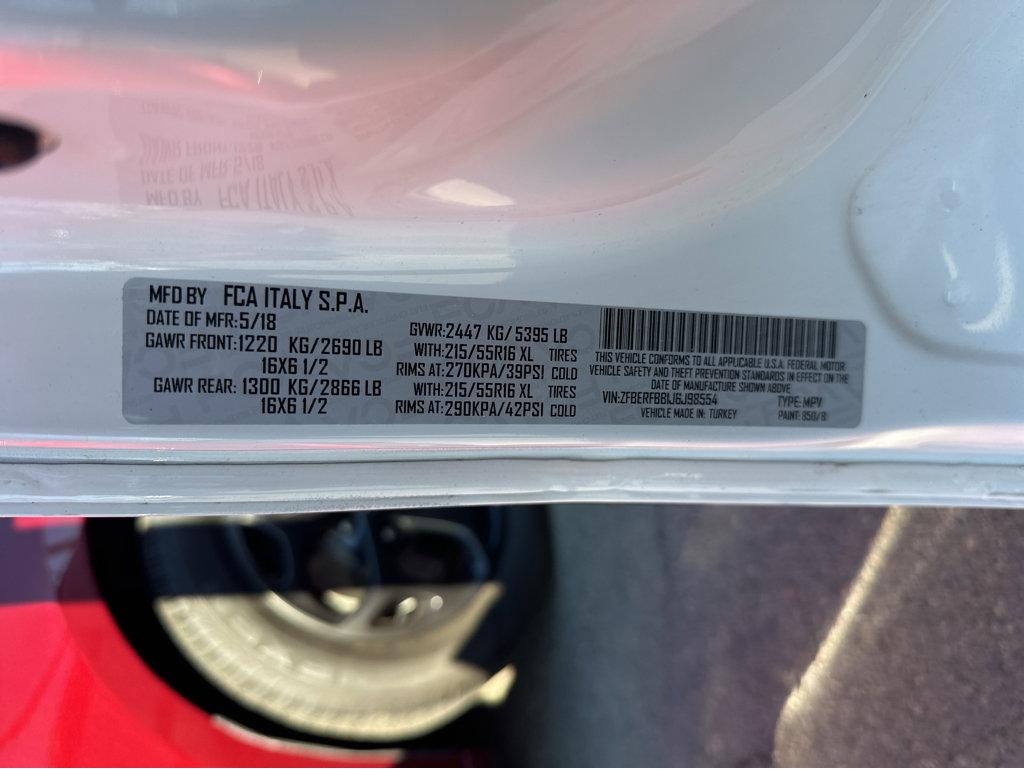 MFD BY FCA ITALY S.P.A.
DATE OF MFR:5/18
GAWR FRONT:1220 KG/2690 LB
16X6 1/2
GAWR REAR: 1300 KG/2866 LB
16X6 1/2
GVWR:2447 KG/5395 LB
WITH:215/55R16 XL TIRES
RIMS AT:270KPA/39PSI COLD
WITH:215/55R16 XL TIRES
RIMS AT:290KPA/42PSI COLD
THIS VEHICLE CONFORMS TO ALL APPLICABLE U.S.A. FEDERAL MOTOR
VEHICLE SAFETY AND THEFT PREVENTION STANDARDS IN EFFECT ON THE
DATE OF MANUFACTURE SHOWN ABOVE
VIN:ZFBERFBB1J6J98554 TYPE: MPV
VEHICLE MADE IN: TURKEY PAINT: 850/B